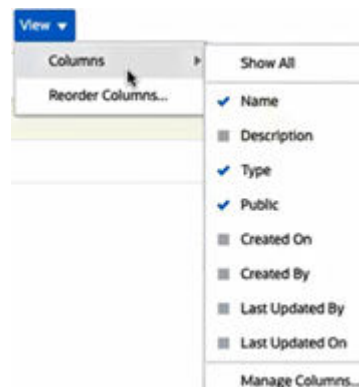 View
Columns
Reorder Columns...
Show All
Name
Description
Type
Public
Created On
Created By
Last Updated By
Last Updated On
Manage Columns...